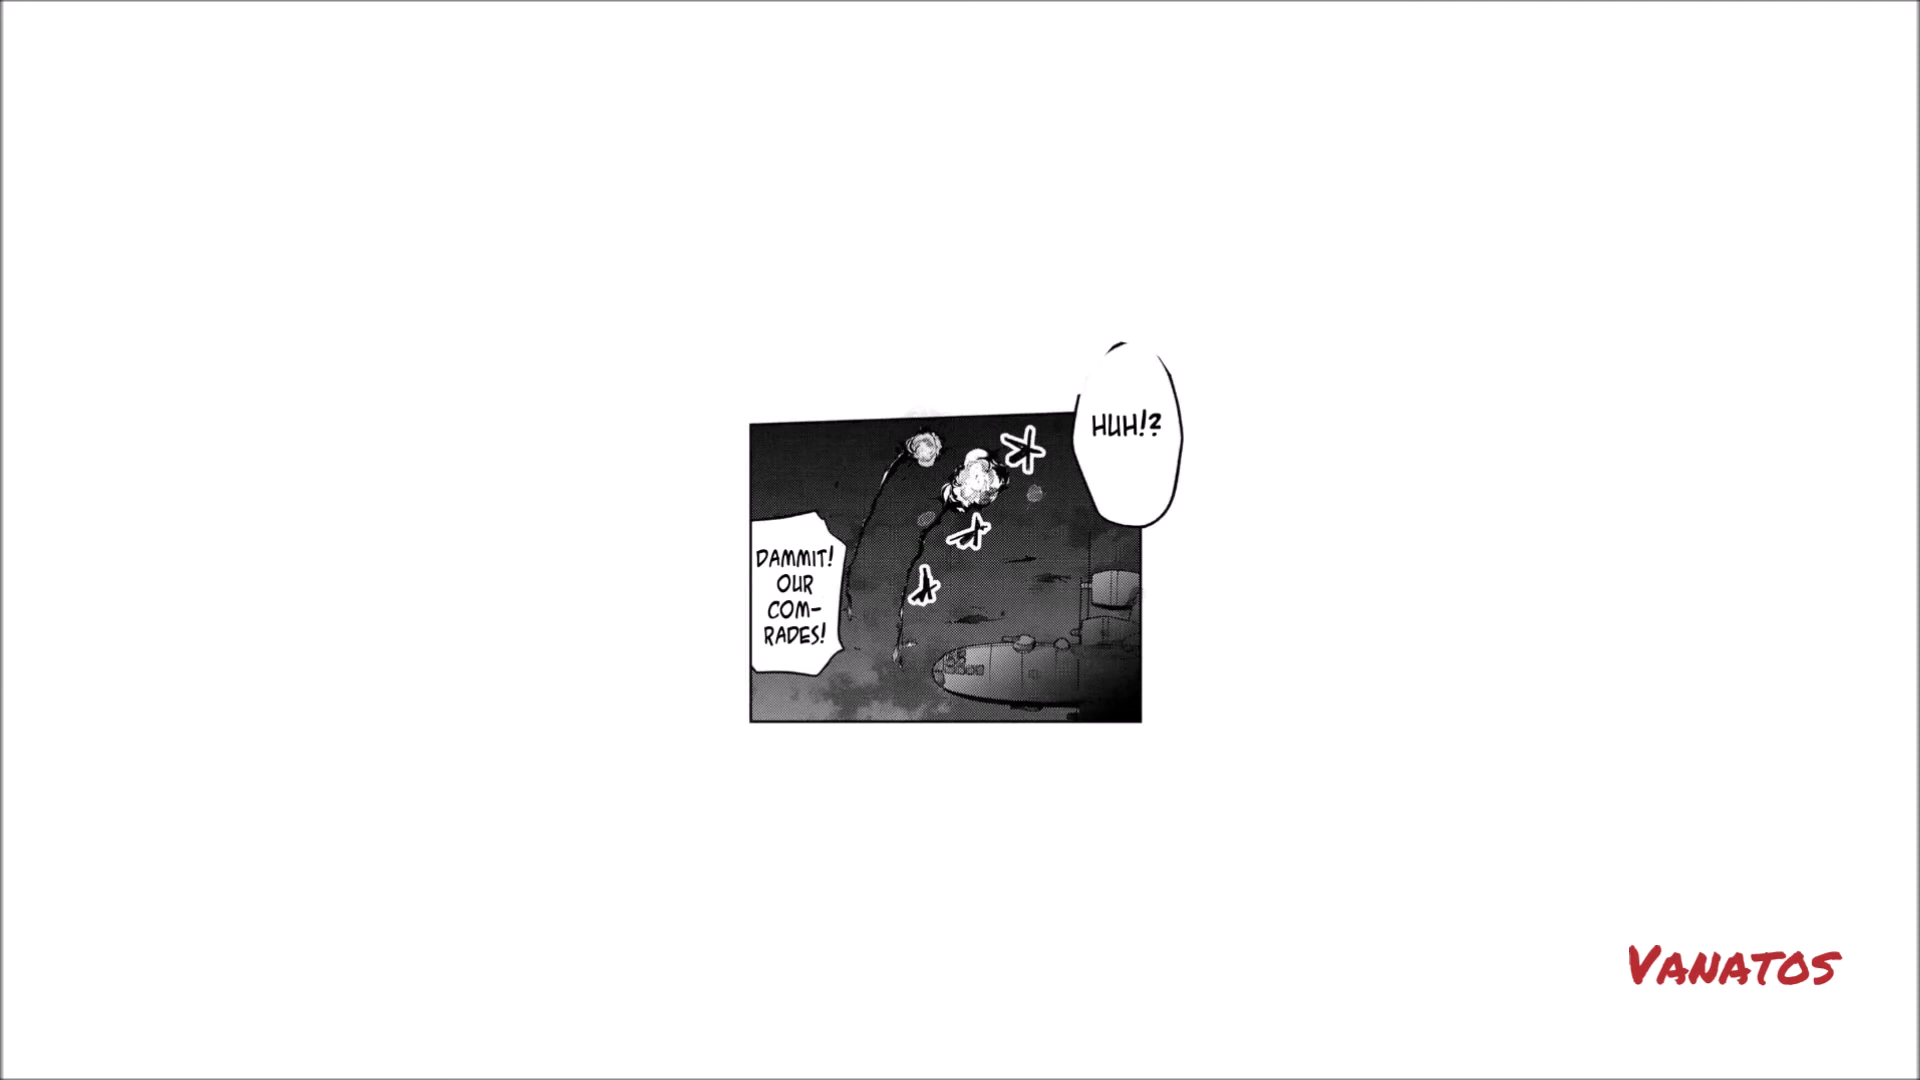 HUH!?
DAMMIT!
OUR
COM-
RADES!
VANATOS